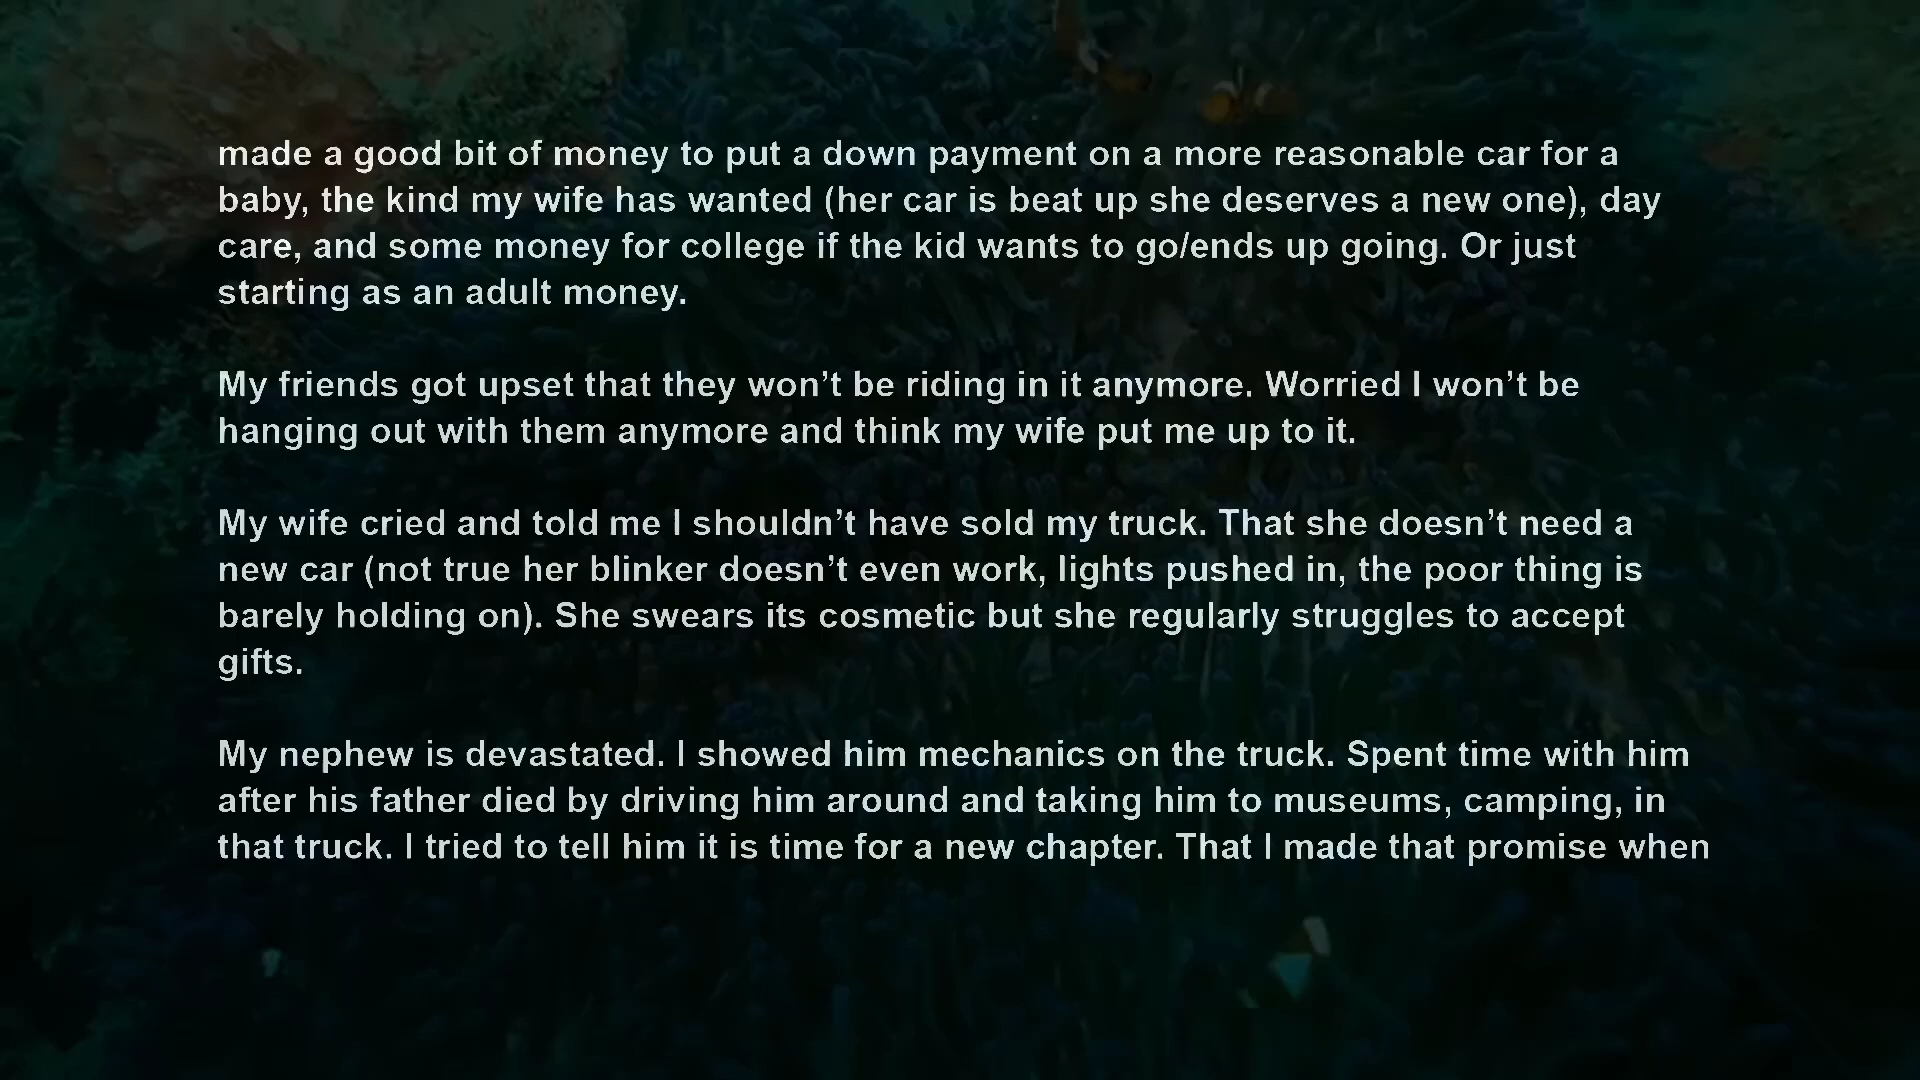 made a good bit of money to put a down payment on a more reasonable car for a
baby, the kind my wife has wanted (her car is beat up she deserves a new one), day
care, and some money for college if the kid wants to go/ends up going. Or just
starting as an adult money.
My friends got upset that they won’t be riding in it anymore. Worried I won’t be
hanging out with them anymore and think my wife put me up to it.
My wife cried and told me I shouldn’t have sold my truck. That she doesn’t need a
new car (not true her blinker doesn’t even work, lights pushed in, the poor thing is
barely holding on). She swears its cosmetic but she regularly struggles to accept
gifts.
My nephew is devastated. I showed him mechanics on the truck. Spent time with him
after his father died by driving him around and taking him to museums, camping, in
that truck. I tried to tell him it is time for a new chapter. That I made that promise when